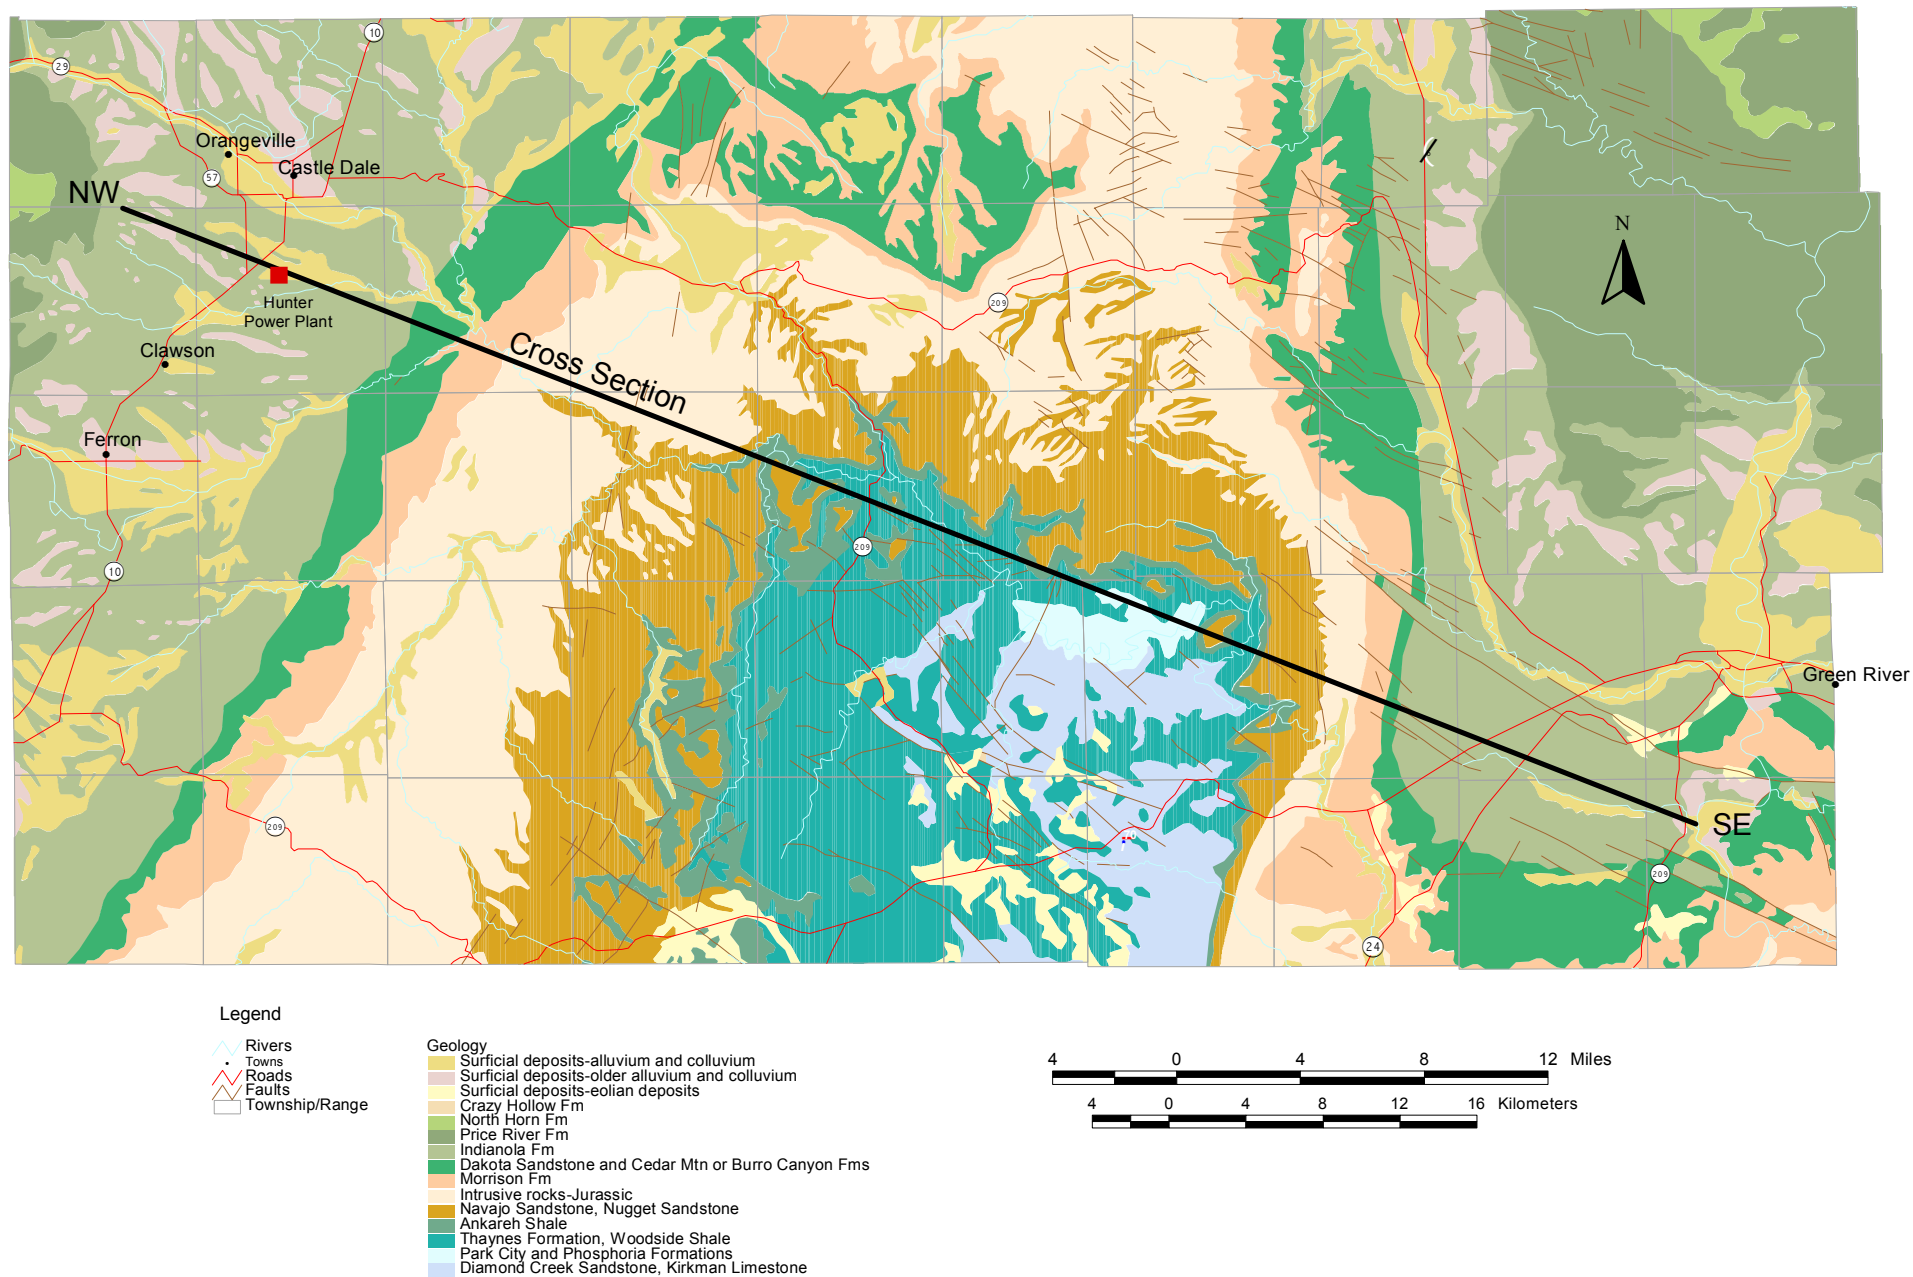 10
29
Orangeville
Castle Dale
57
NW
N
Hunter
Power Plant
209
Cross Section
Clawson
Ferron
209
10
Green River
SE
209
209
24
Legend
Rivers
Towns
Roads
Faults
Township/Range
Geology
Surficial deposits-alluvium and colluvium
Surficial deposits-older alluvium and colluvium
Surficial deposits-eolian deposits
Crazy Hollow Fm
North Horn Fm
Price River Fm
Indianola Fm
Dakota Sandstone and Cedar Mtn or Burro Canyon Fms
Morrison Fm
Intrusive rocks-Jurassic
Navajo Sandstone, Nugget Sandstone
Ankareh Shale
Thaynes Formation, Woodside Shale
Park City and Phosphoria Formations
Diamond Creek Sandstone, Kirkman Limestone
4 0 4 8 12 Miles
4 0 4 8 12 16 Kilometers